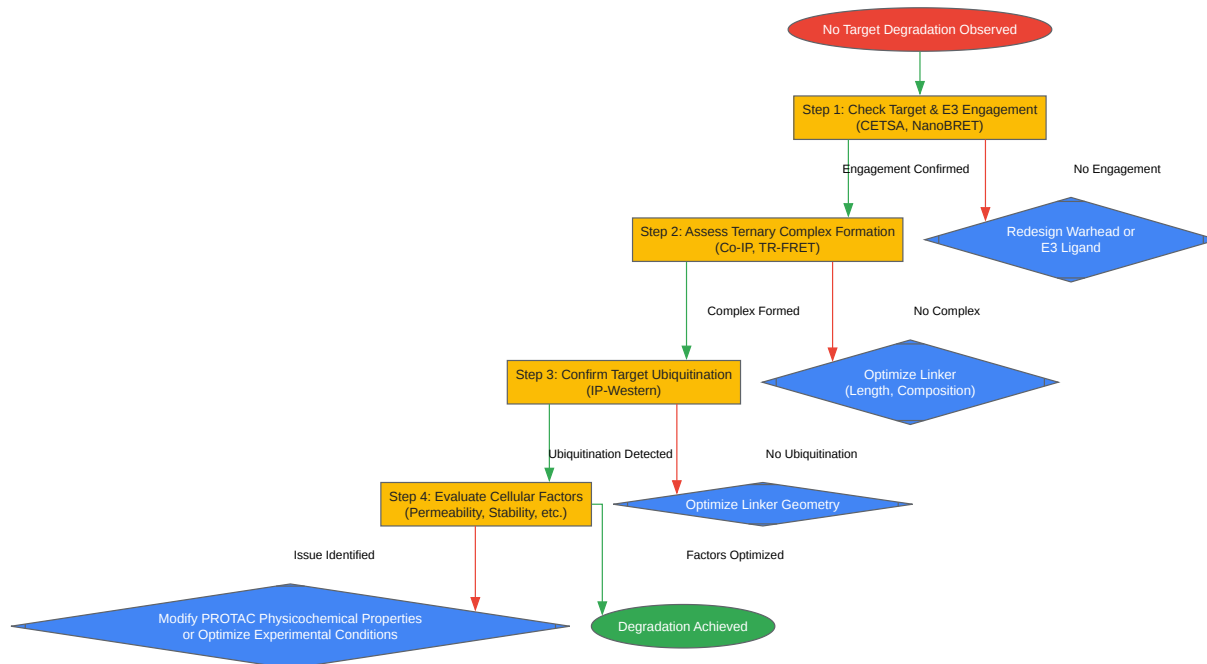 No Target Degradation Observed
Step 1: Check Target & E3 Engagement
(CETSA, NanoBRET)
Engagement Confirmed
No Engagement
Step 2: Assess Ternary Complex Formation
(Co-IP, TR-FRET)
Redesign Warhead or
E3 Ligand
Complex Formed
No Complex
Step 3: Confirm Target Ubiquitination
(IP-Western)
Optimize Linker
(Length, Composition)
Ubiquitination Detected
No Ubiquitination
Step 4: Evaluate Cellular Factors
(Permeability, Stability, etc.)
Optimize Linker Geometry
Issue Identified
Factors Optimized
Modify PROTAC Physicochemical Properties
or Optimize Experimental Conditions
Degradation Achieved